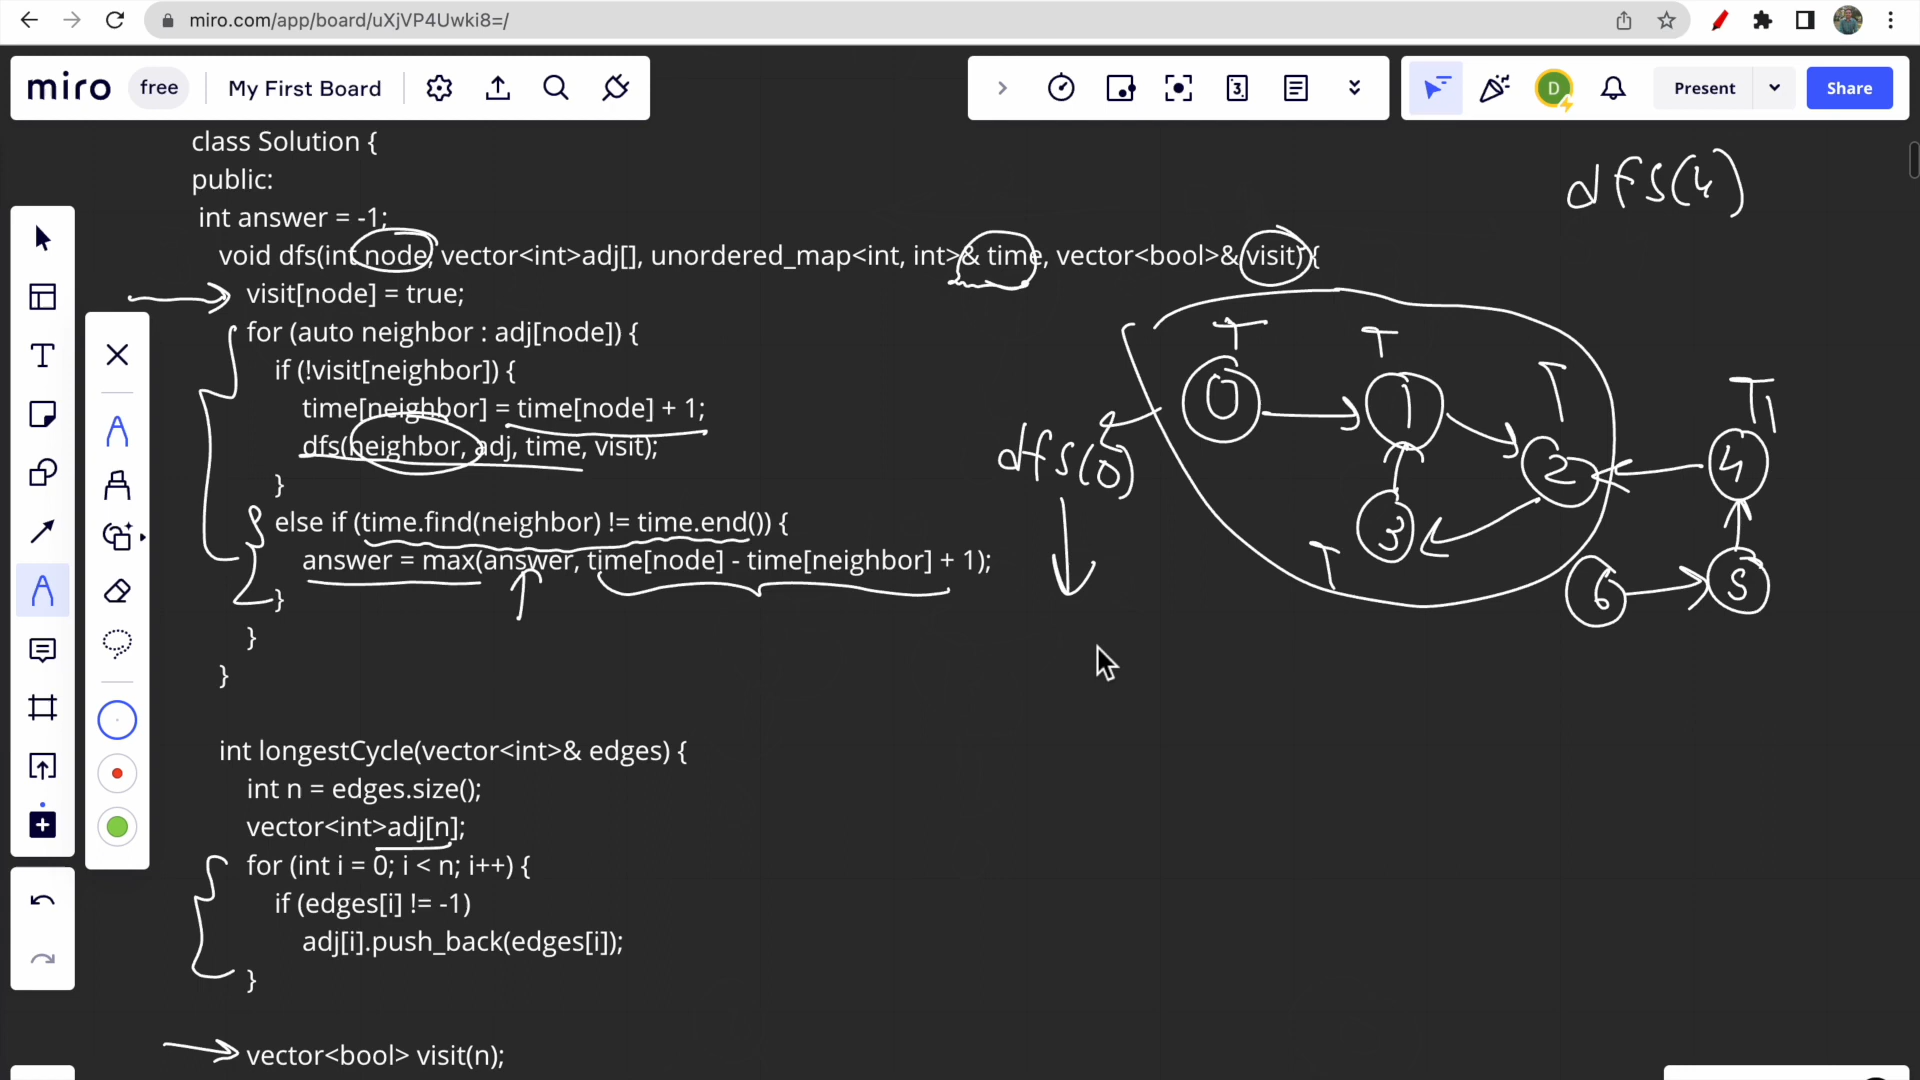 miro.com/app/board/uXjVP4Uwki8=/
miro free My First Board 3 D Present Share
class Solution {
public:
int answer = -1;
void dfs(int node, vector<int>adj[], unordered_map<int, int>& time, vector<bool>& visit) {
visit[node] = true;
for (auto neighbor : adj[node]) {
if (!visit[neighbor]) {
time[neighbor] = time[node] + 1;
dfs(neighbor, adj, time, visit);
}
else if (time.find(neighbor) != time.end()) {
answer = max(answer, time[node] - time[neighbor] + 1);
}
}
}
int longestCycle(vector<int>& edges) {
int n = edges.size();
vector<int>adj[n];
for (int i = 0; i < n; i++) {
if (edges[i] != -1)
adj[i].push_back(edges[i]);
}
vector<bool> visit(n);
dfs(4)
T T T T
0 1 2 4
dfs(0)
3
T
6 5